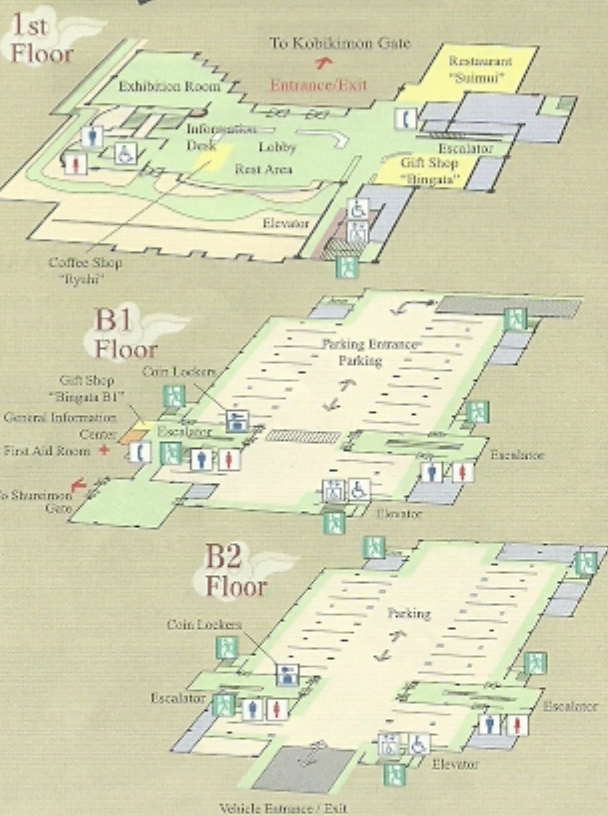 1st
Floor
To Kobikimon Gate
Entrance/Exit
Restaurant
"Suimui"
Exhibition Room
Information
Desk
Lobby
Rest Area
Escalator
Gift Shop
"Bingata"
Elevator
Coffee Shop
"Ryuhi"
B1
Floor
Parking Entrance
Parking
Coin Lockers
Gift Shop
"Bingata B1"
General Information
Center
First Aid Room
Escalator
Escalator
To Shureimon
Gate
Elevator
B2
Floor
Parking
Coin Lockers
Escalator
Escalator
Elevator
Vehicle Entrance / Exit